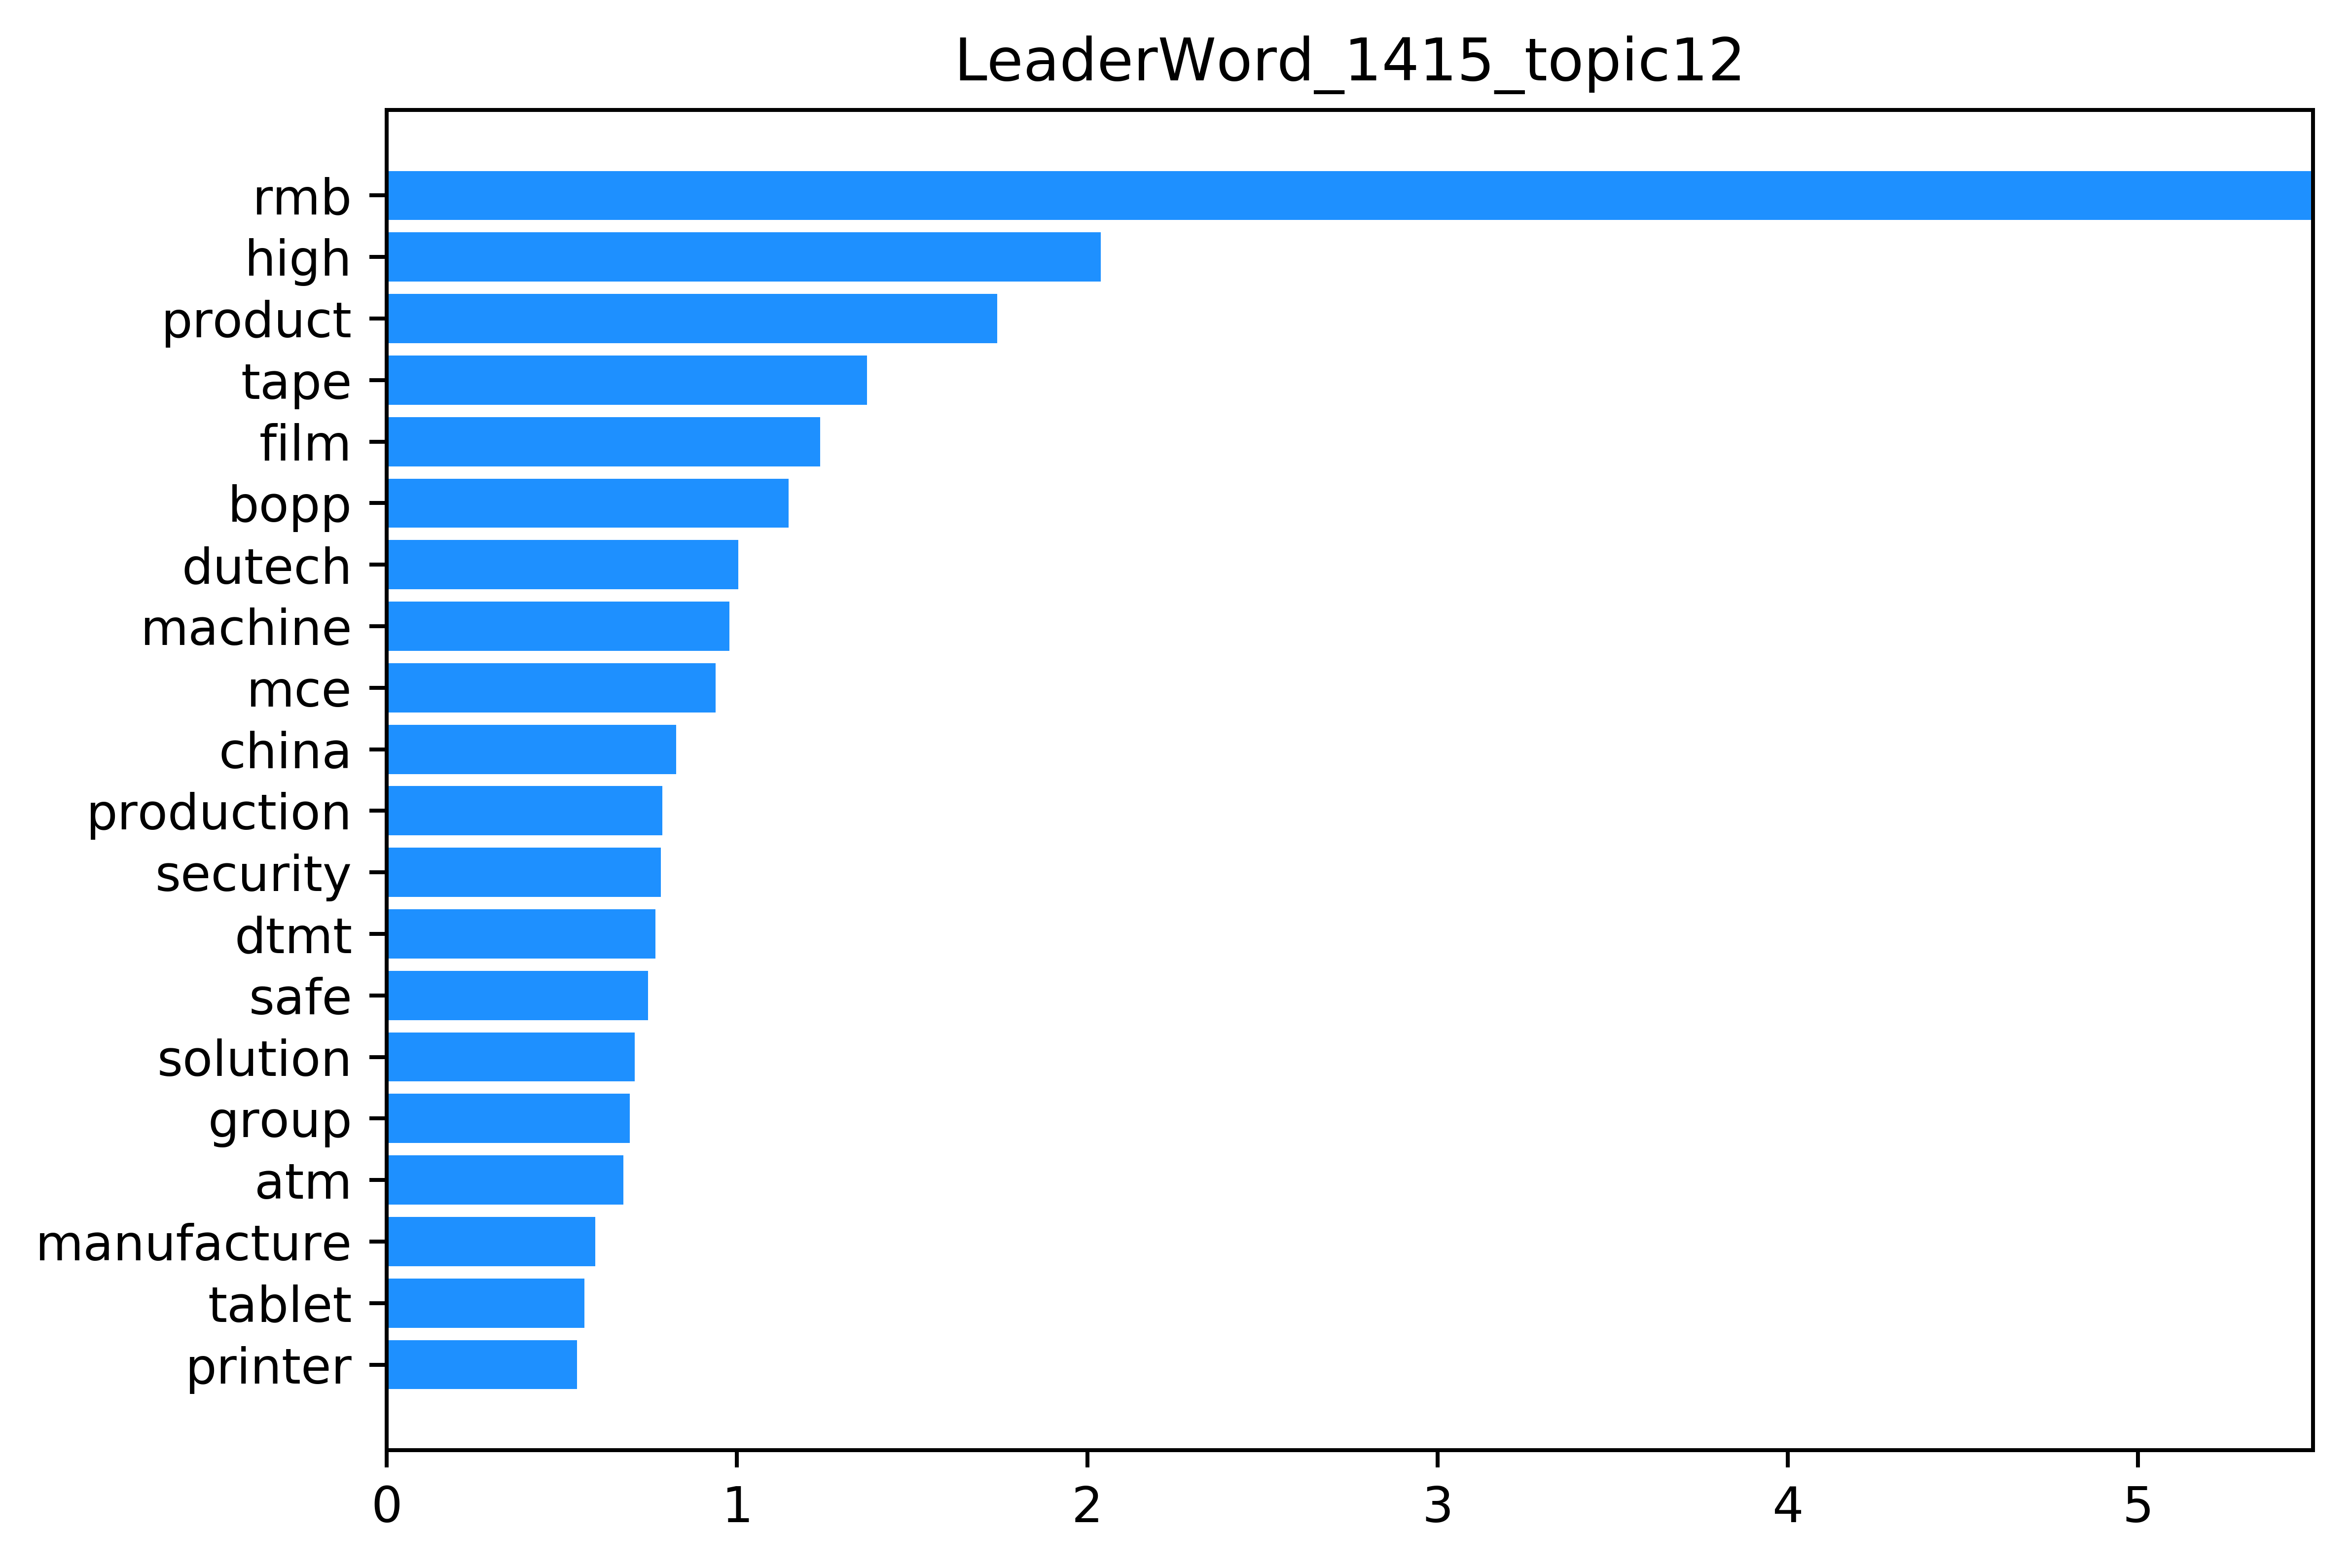 LeaderWord_1415_topic12
rmb
high
product
tape
film
bopp
dutech
machine
mce
china
production
security
dtmt
safe
solution
group
atm
manufacture
tablet
printer
0 1 2 3 4 5